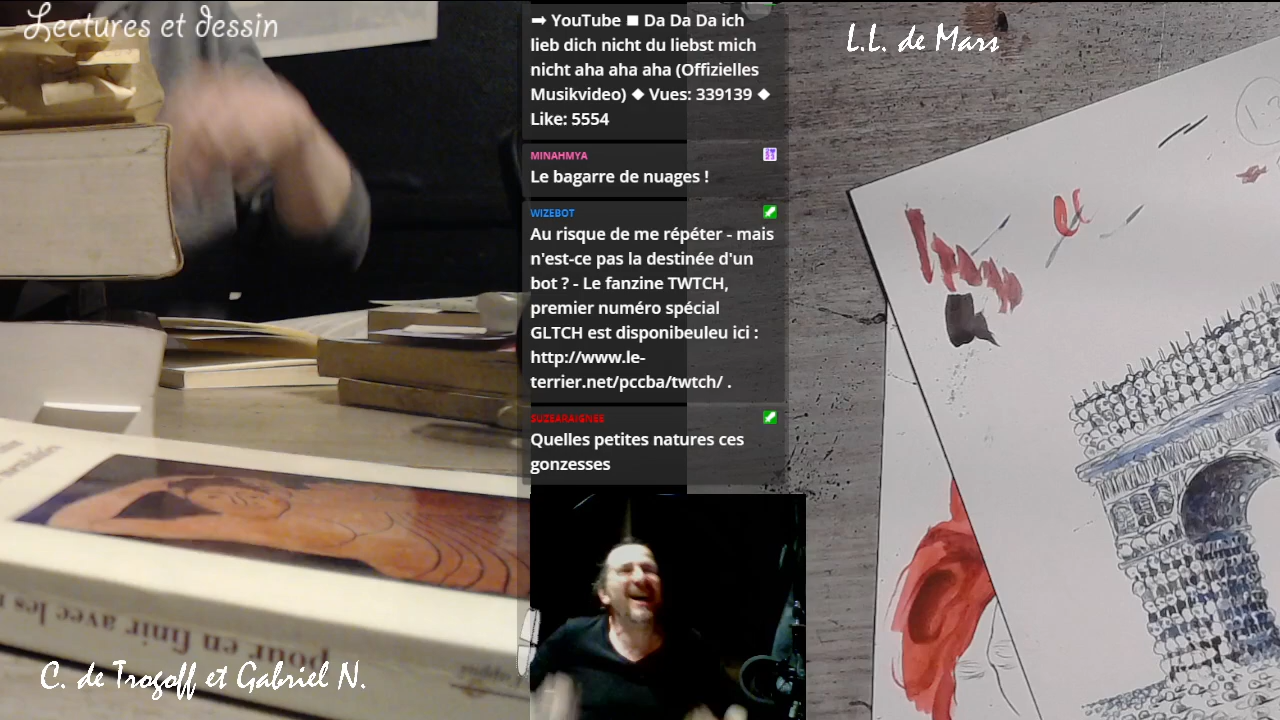 Lectures et dessin
➞ YouTube ■ Da Da Da ich
lieb dich nicht du liebst mich
nicht aha aha aha (Offizielles
Musikvideo) ◆ Vues: 339139 ◆
Like: 5554
MINAHMYA
Le bagarre de nuages !
WIZEBOT
Au risque de me répéter - mais
n'est-ce pas la destinée d'un
bot ? - Le fanzine TWTCH,
premier numéro spécial
GLTCH est disponibeuleu ici :
http://www.le-
terrier.net/pccba/twtch/ .
SUZEARAIGNEE
Quelles petites natures ces
gonzesses
L.L. de Mars
pour en finir avec les
C. de Trogoff et Gabriel N.